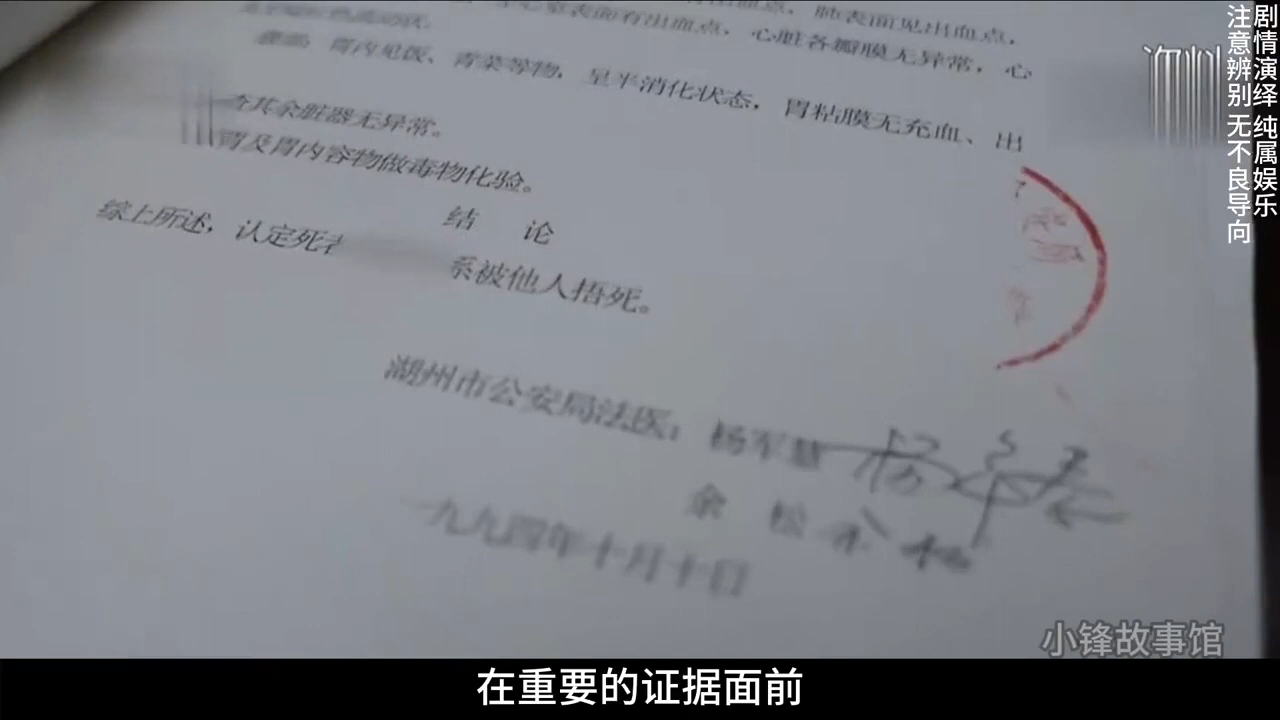 表面有出血点，心脏各瓣膜无异常，心
肺表面见出血点，
胃内见饭、青菜等物，呈半消化状态，胃粘膜无充血、出
其余脏器无异常。
胃及胃内容物做毒物化验。
结 论
综上所述，认定死
系被他人捂死。
湖州市公安局法医：杨军
余 松
一九九四年十月十日
剧情演绎 纯属娱乐
注意辨别 无不良导向
资料
小锋故事馆
在重要的证据面前